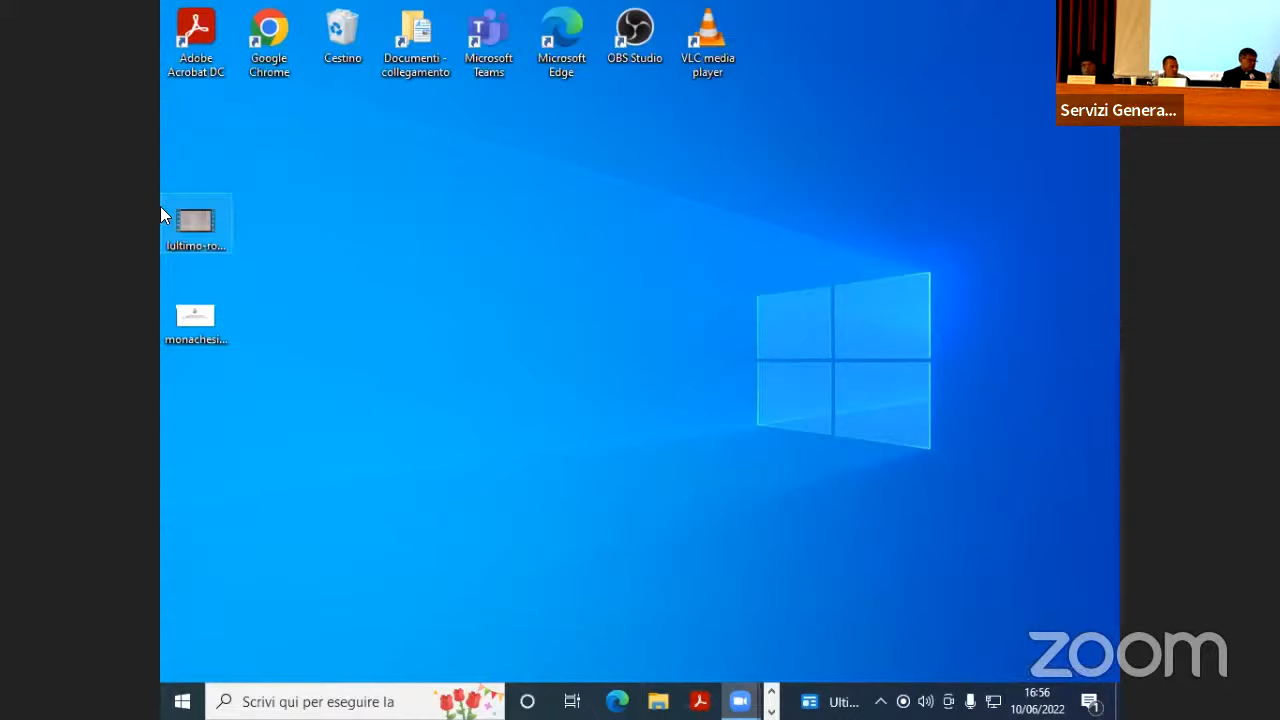 Adobe
Acrobat DC
Google
Chrome
Cestino
Documenti -
collegamento
Microsoft
Teams
Microsoft
Edge
OBS Studio
VLC media
player
Servizi Genera...
lultimo-ro...
monachesi...
zoom
Scrivi qui per eseguire la
Ulti...
16:56
10/06/2022
1